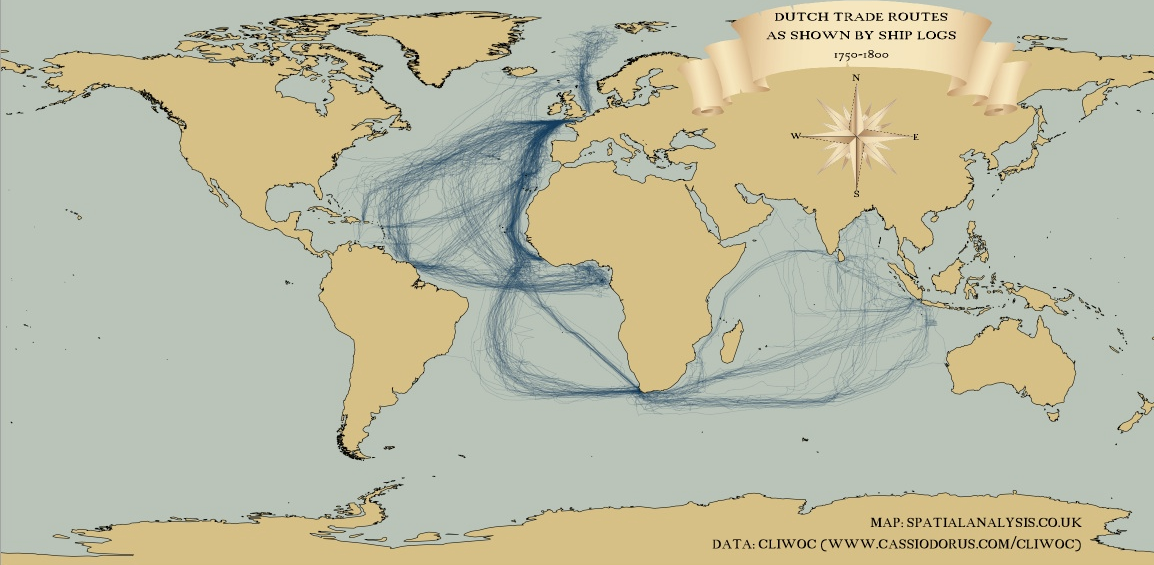 DUTCH TRADE ROUTES
AS SHOWN BY SHIP LOGS
1750-1800
N
W E
S
MAP: SPATIALANALYSIS.CO.UK
DATA: CLIWOC (WWW.CASSIODORUS.COM/CLIWOC)